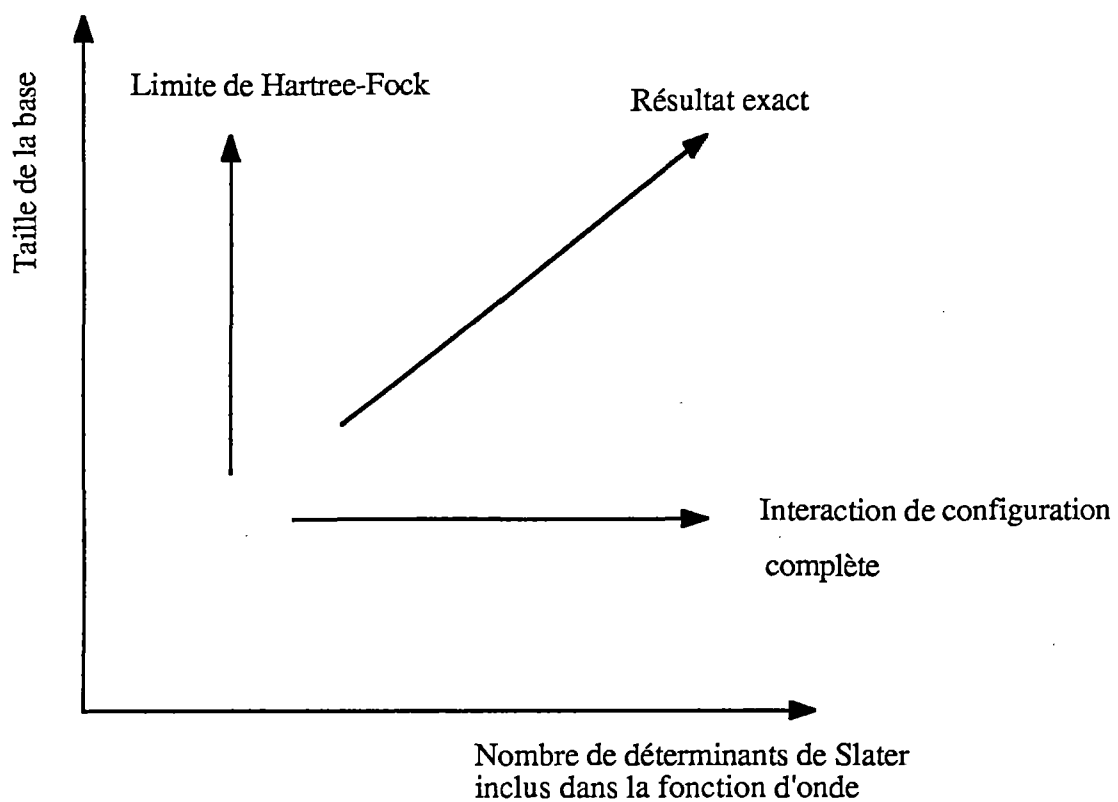 Taille de la base
Limite de Hartree-Fock
Résultat exact
Interaction de configuration
complète
Nombre de déterminants de Slater
inclus dans la fonction d'onde